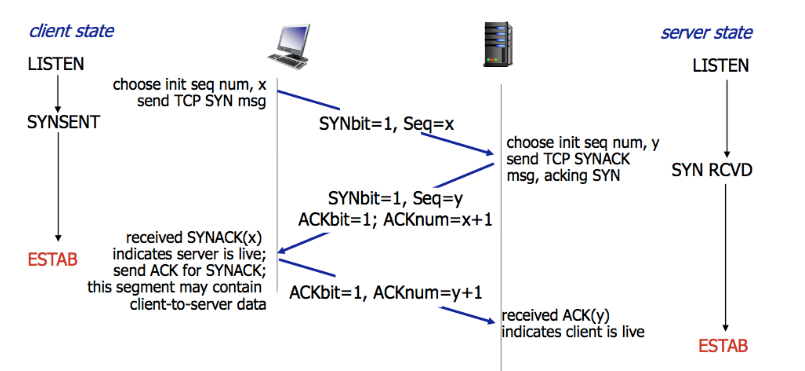 client state
server state
LISTEN
LISTEN
choose init seq num, x
send TCP SYN msg
SYNSENT
SYNbit=1, Seq=x
choose init seq num, y
send TCP SYNACK
msg, acking SYN
SYN RCVD
SYNbit=1, Seq=y
ACKbit=1; ACKnum=x+1
received SYNACK(x)
indicates server is live;
send ACK for SYNACK;
this segment may contain
client-to-server data
ESTAB
ACKbit=1, ACKnum=y+1
received ACK(y)
indicates client is live
ESTAB